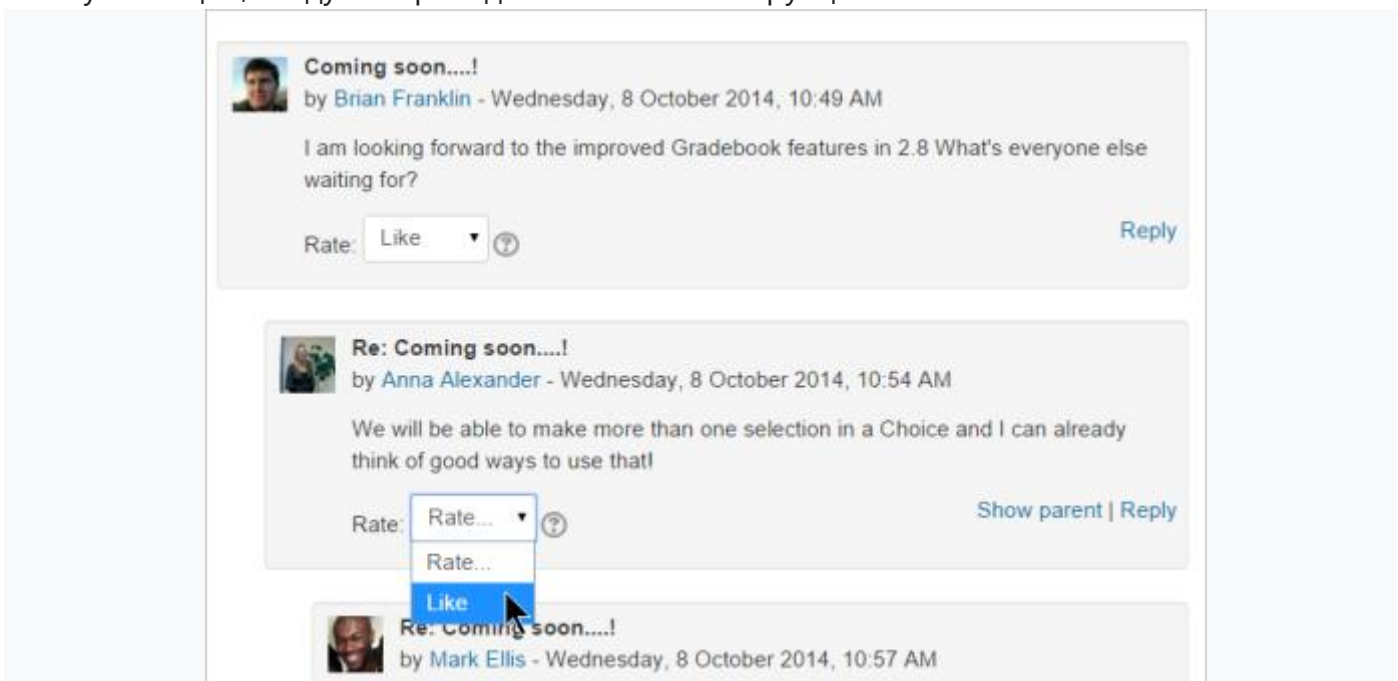 Coming soon....!
by Brian Franklin - Wednesday, 8 October 2014, 10:49 AM
I am looking forward to the improved Gradebook features in 2.8 What's everyone else
waiting for?
Rate: Like
Reply
Re: Coming soon....!
by Anna Alexander - Wednesday, 8 October 2014, 10:54 AM
We will be able to make more than one selection in a Choice and I can already
think of good ways to use that!
Rate: Rate...
Show parent | Reply
Rate...
Like
Re: Coming soon....!
by Mark Ellis - Wednesday, 8 October 2014, 10:57 AM